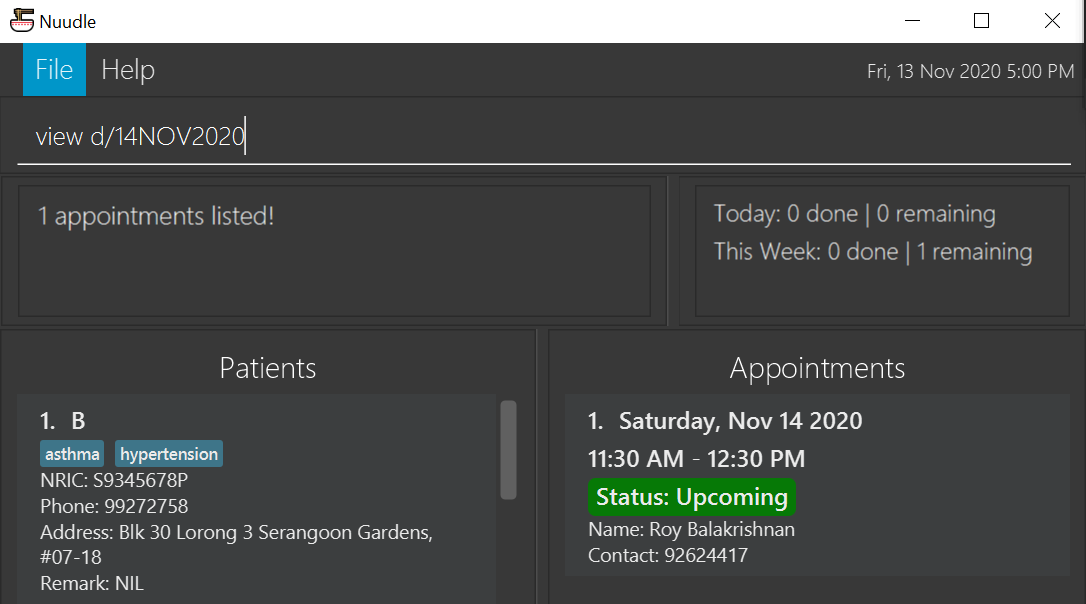 Nuudle
File Help
Fri, 13 Nov 2020 5:00 PM
view d/14NOV2020
1 appointments listed!
Today: 0 done | 0 remaining
This Week: 0 done | 1 remaining
Patients
1. B
asthma hypertension
NRIC: S9345678P
Phone: 99272758
Address: Blk 30 Lorong 3 Serangoon Gardens,
#07-18
Remark: NIL
Appointments
1. Saturday, Nov 14 2020
11:30 AM - 12:30 PM
Status: Upcoming
Name: Roy Balakrishnan
Contact: 92624417